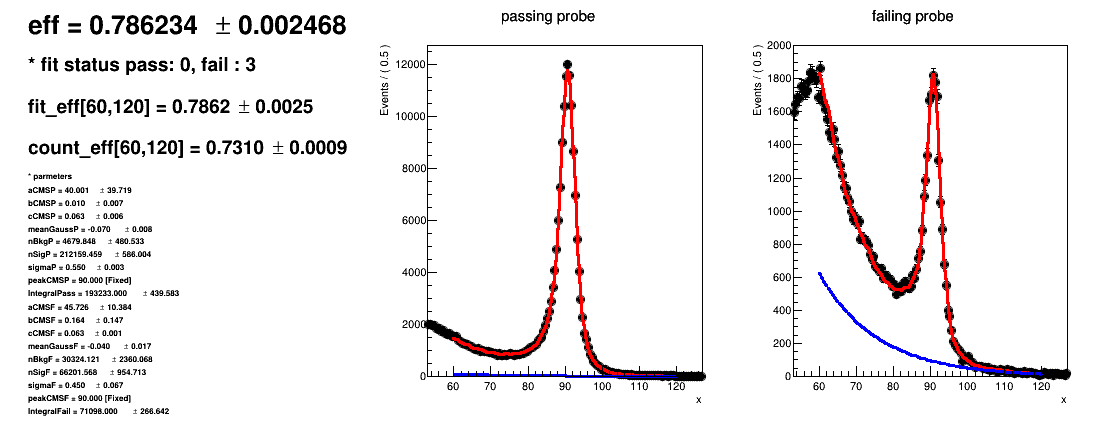 eff = 0.786234 ± 0.002468
* fit status pass: 0, fail : 3
fit_eff[60,120] = 0.7862 ± 0.0025
count_eff[60,120] = 0.7310 ± 0.0009
* parmeters
aCMSP = 40.001 ± 39.719
bCMSP = 0.010 ± 0.007
cCMSP = 0.063 ± 0.006
meanGaussP = -0.070 ± 0.008
nBkgP = 4679.848 ± 480.533
nSigP = 212159.459 ± 586.004
sigmaP = 0.550 ± 0.003
peakCMSP = 90.000 [Fixed]
IntegralPass = 193233.000 ± 439.583
aCMSF = 45.726 ± 10.384
bCMSF = 0.164 ± 0.147
cCMSF = 0.063 ± 0.001
meanGaussF = -0.040 ± 0.017
nBkgF = 30324.121 ± 2360.068
nSigF = 66201.568 ± 954.713
sigmaF = 0.450 ± 0.067
peakCMSF = 90.000 [Fixed]
IntegralFail = 71098.000 ± 266.642
passing probe
Events / ( 0.5 )
12000
10000
8000
6000
4000
2000
0
60 70 80 90 100 110 120
x
failing probe
Events / ( 0.5 )
2000
1800
1600
1400
1200
1000
800
600
400
200
0
60 70 80 90 100 110 120
x